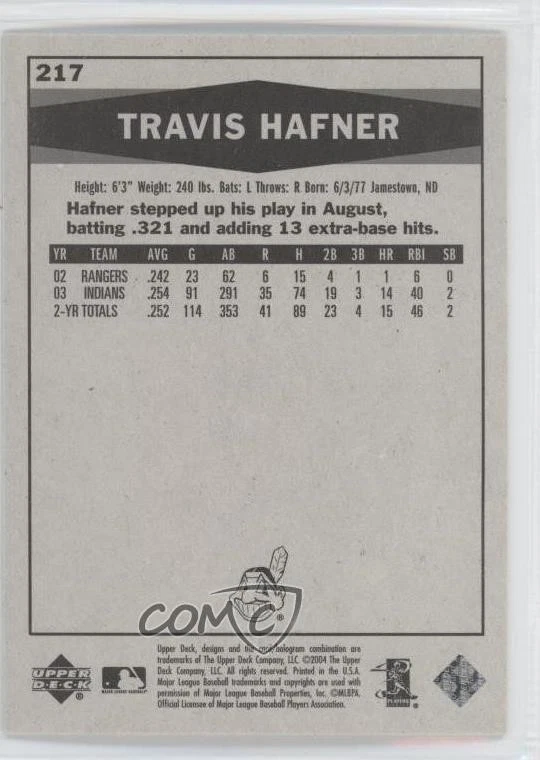 217
TRAVIS HAFNER
Height: 6'3" Weight: 240 lbs. Bats: L Throws: R Born: 6/3/77 Jamestown, ND
Hafner stepped up his play in August,
batting .321 and adding 13 extra-base hits.
YR TEAM AVG G AB R H 2B 3B HR RBI SB
02 RANGERS .242 23 62 6 15 4 1 1 6 0
03 INDIANS .254 91 291 35 74 19 3 14 40 2
2-YR TOTALS .252 114 353 41 89 23 4 15 46 2
COMC
®
Upper Deck, designs and the card/hologram combination are
trademarks of The Upper Deck Company, LLC. ©2004 The Upper
Deck Company, LLC. All rights reserved. Printed in the U.S.A.
Major League Baseball trademarks and copyrights are used with
permission of Major League Baseball Properties, Inc. ©MLBPA.
Official Licensee of Major League Baseball Players Association.
UPPER
DECK
®
MAJOR LEAGUE BASEBALL
PLAYERS